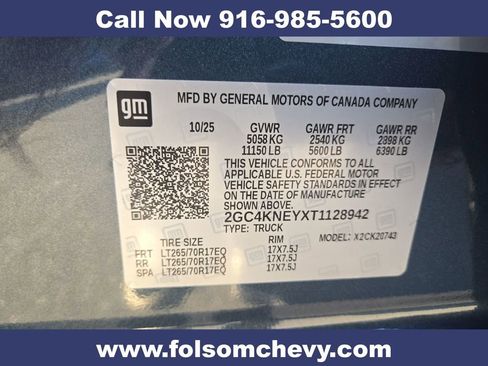 Call Now 916-985-5600
gm
MFD BY GENERAL MOTORS OF CANADA COMPANY
10/25 GVWR GAWR FRT GAWR RR
5058 KG 2540 KG 2898 KG
11150 LB 5600 LB 6390 LB
THIS VEHICLE CONFORMS TO ALL
APPLICABLE U.S. FEDERAL MOTOR
VEHICLE SAFETY STANDARDS IN
EFFECT ON THE DATE OF
MANUFACTURE SHOWN ABOVE
2GC4KNEYXT1128942
TYPE: TRUCK MODEL: X2CK20743
TIRE SIZE RIM
FRT LT265/70R17EQ 17X7.5J
RR LT265/70R17EQ 17X7.5J
SPA LT265/70R17EQ 17X7.5J
www.folsomchevy.com